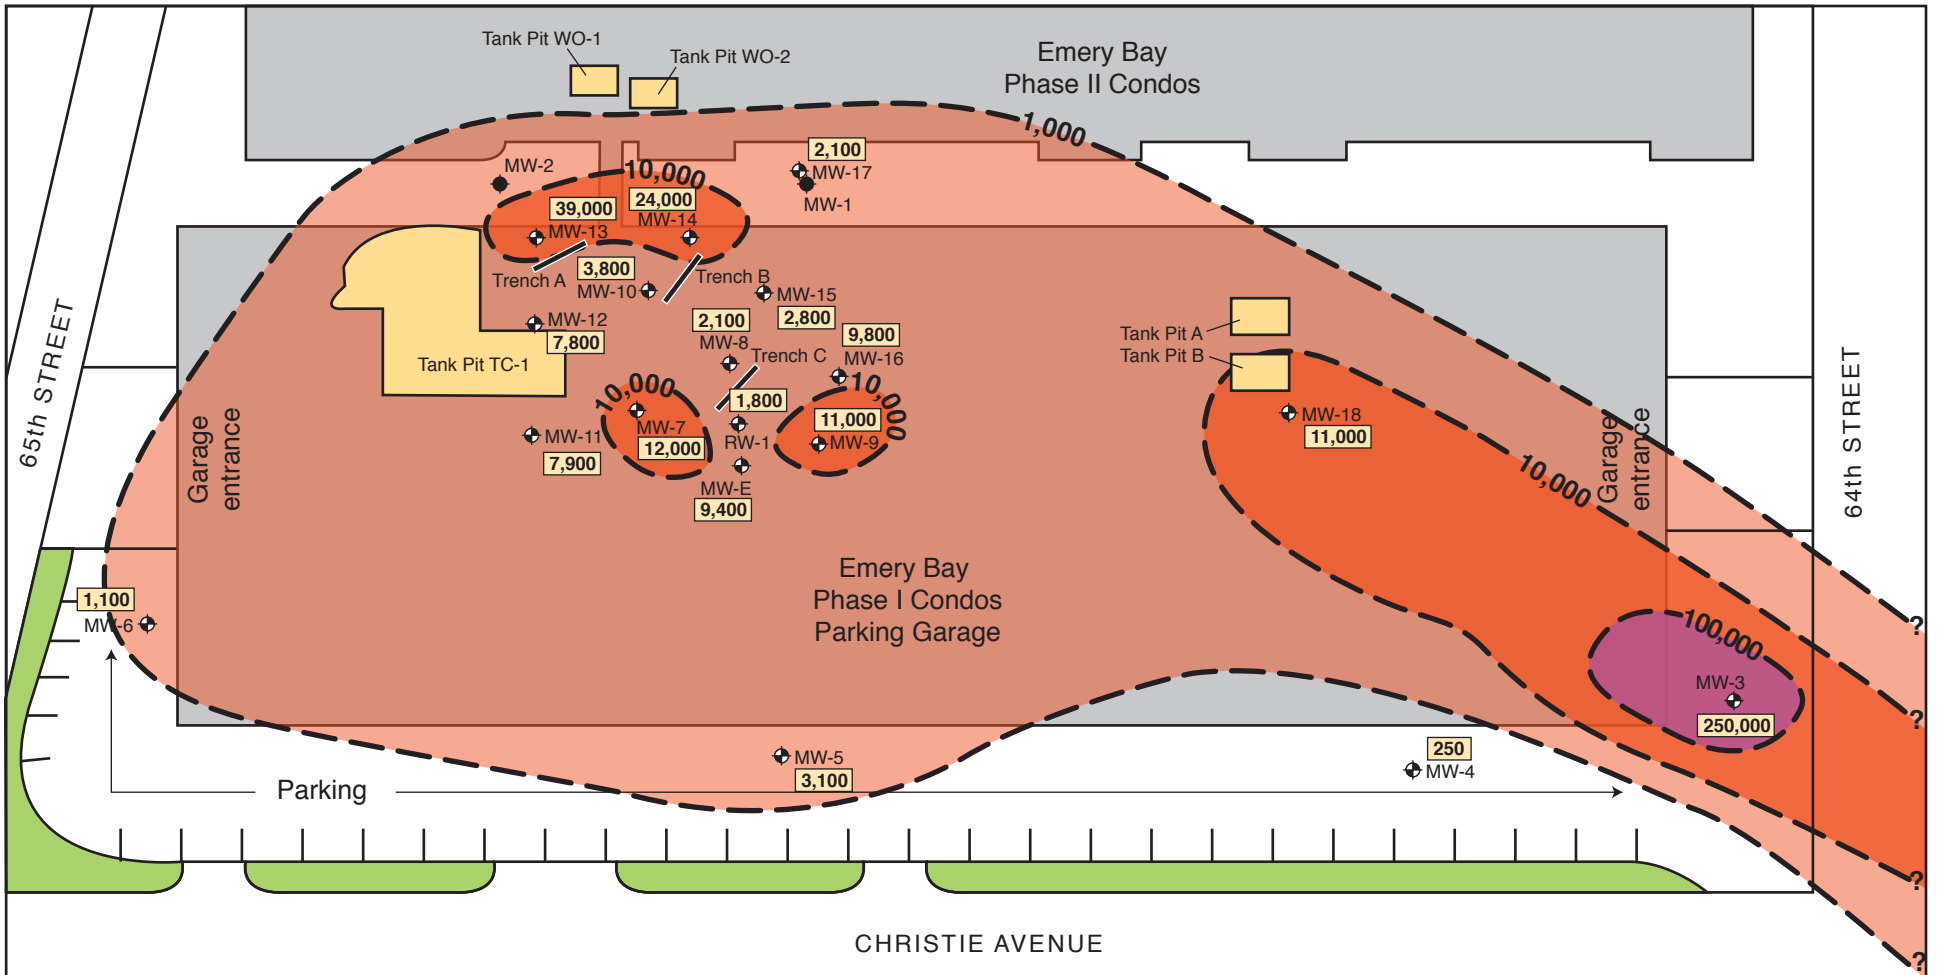 Tank Pit WO-1
Tank Pit WO-2
Emery Bay
Phase II Condos
1,000
2,100
MW-17
MW-1
MW-2
10,000
24,000
MW-14
39,000
MW-13
Trench A
3,800
MW-10
Trench B
MW-15
2,800
MW-12
7,800
Tank Pit TC-1
2,100
MW-8
Trench C
9,800
MW-16
10,000
MW-7
12,000
1,800
RW-1
10,000
11,000
MW-9
MW-11
7,900
MW-E
9,400
Tank Pit A
Tank Pit B
MW-18
11,000
10,000
65th STREET
Garage
entrance
Garage
entrance
64th STREET
Emery Bay
Phase I Condos
Parking Garage
1,100
MW-6
100,000
MW-3
250,000
?
?
?
?
MW-5
3,100
250
MW-4
Parking
CHRISTIE AVENUE